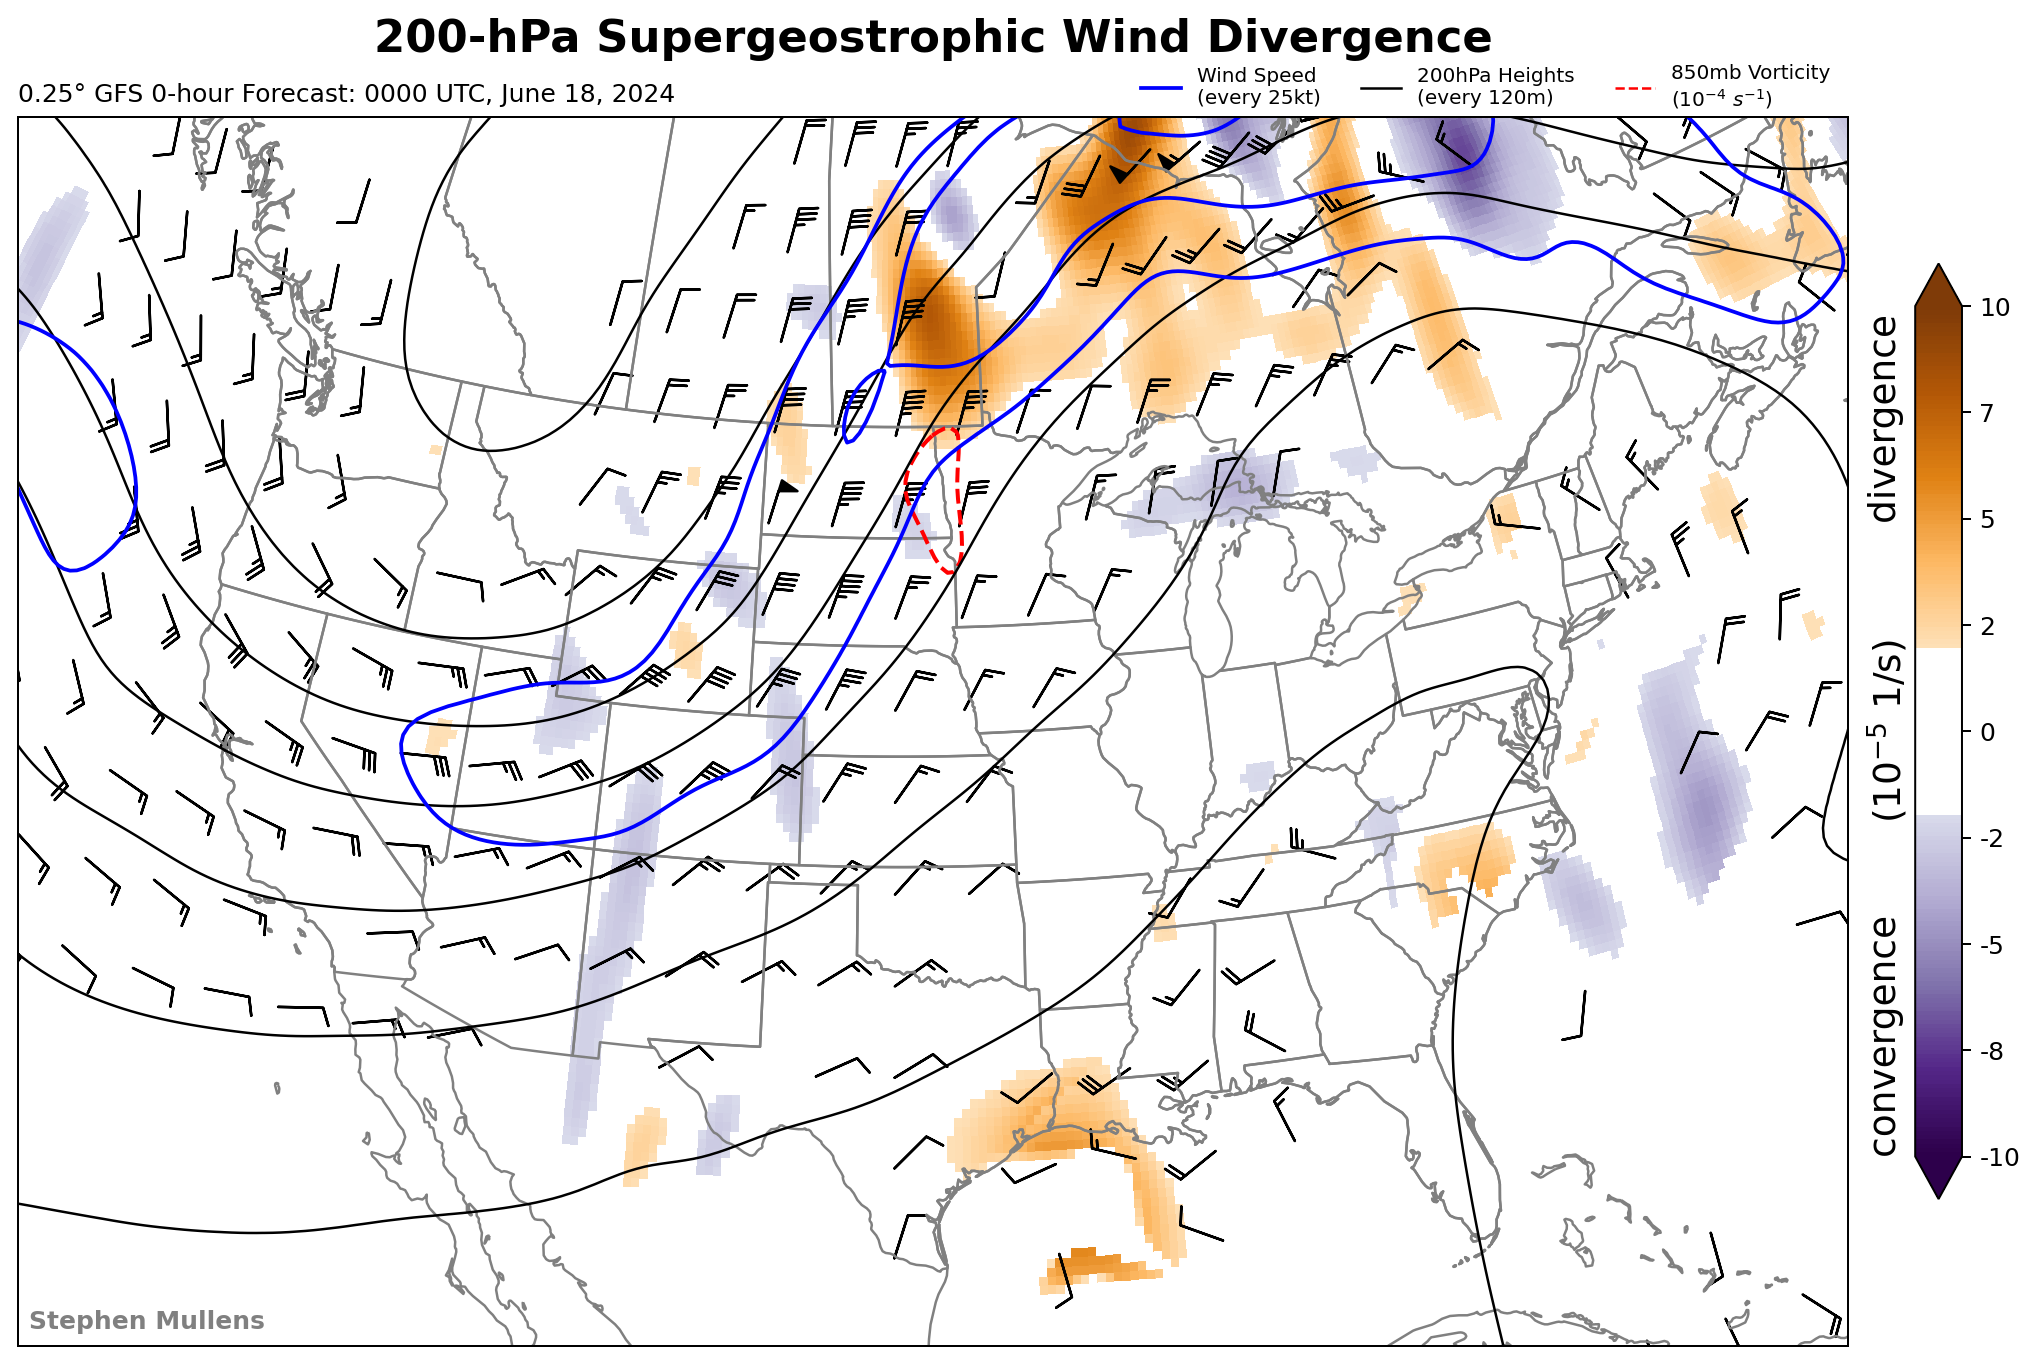 200-hPa Supergeostrophic Wind Divergence
0.25° GFS 0-hour Forecast: 0000 UTC, June 18, 2024
Wind Speed
(every 25kt)
200hPa Heights
(every 120m)
850mb Vorticity
(10⁻⁴ s⁻¹)
10
7
5
2
0
-2
-5
-8
-10
convergence (10⁻⁵ 1/s) divergence
Stephen Mullens